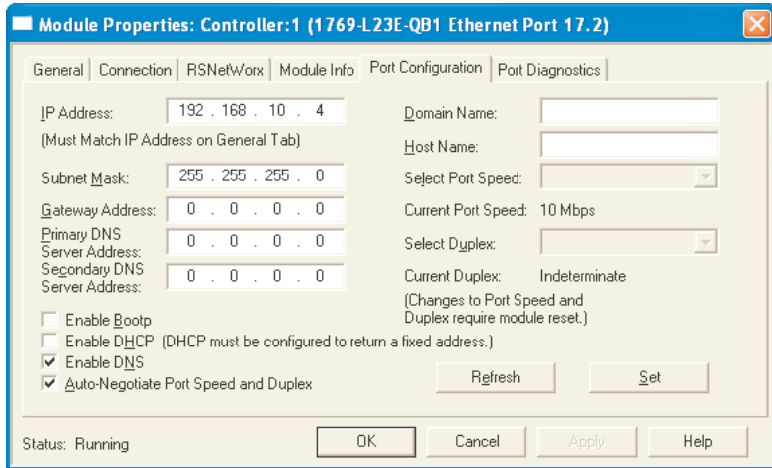 Module Properties: Controller:1 (1769-L23E-QB1 Ethernet Port 17.2)
General Connection RSNetWorx Module Info Port Configuration Port Diagnostics
IP Address: 192 . 168 . 10 . 4
(Must Match IP Address on General Tab)
Subnet Mask: 255 . 255 . 255 . 0
Gateway Address: 0 . 0 . 0 . 0
Primary DNS
Server Address: 0 . 0 . 0 . 0
Secondary DNS
Server Address: 0 . 0 . 0 . 0
Domain Name:
Host Name:
Select Port Speed:
Current Port Speed: 10 Mbps
Select Duplex:
Current Duplex: Indeterminate
(Changes to Port Speed and
Duplex require module reset.)
Enable Bootp
Enable DHCP (DHCP must be configured to return a fixed address.)
Enable DNS
Auto-Negotiate Port Speed and Duplex
Refresh Set
Status: Running
OK Cancel Apply Help